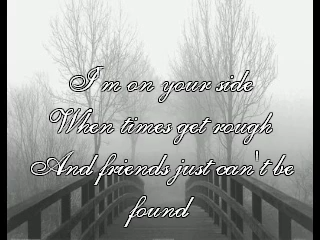 I'm on your side
When times get rough
And friends just can't be
found